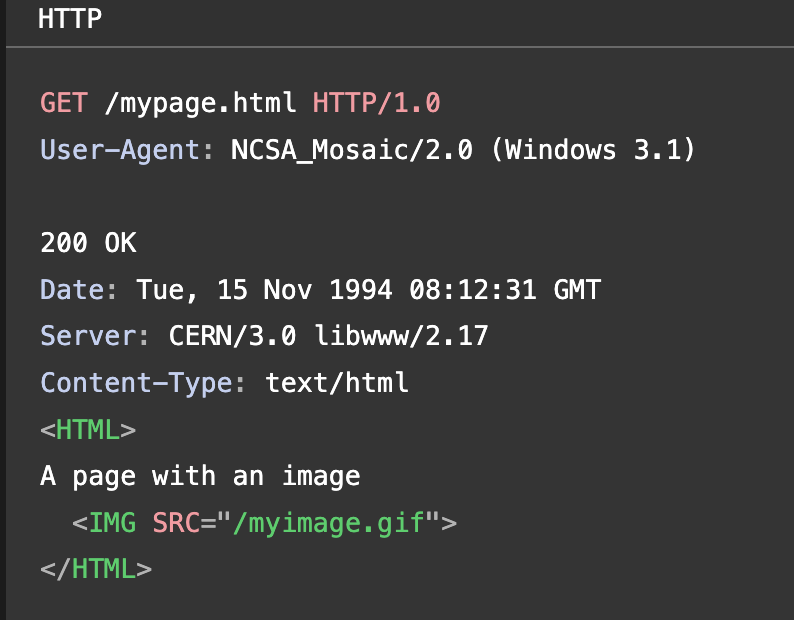 HTTP
GET /mypage.html HTTP/1.0
User-Agent: NCSA_Mosaic/2.0 (Windows 3.1)
200 OK
Date: Tue, 15 Nov 1994 08:12:31 GMT
Server: CERN/3.0 libwww/2.17
Content-Type: text/html
<HTML>
A page with an image
  <IMG SRC="/myimage.gif">
</HTML>